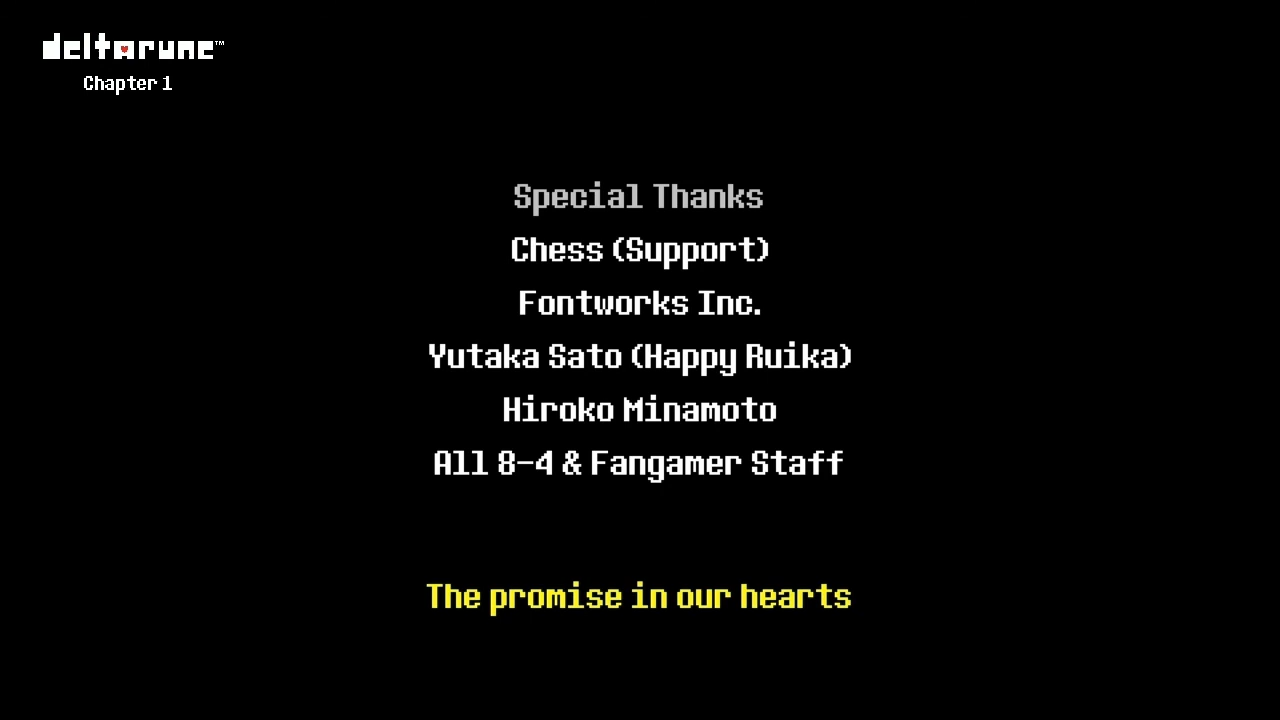 deltarune™
Chapter 1
Special Thanks
Chess (Support)
Fontworks Inc.
Yutaka Sato (Happy Ruika)
Hiroko Minamoto
All 8-4 & Fangamer Staff
The promise in our hearts